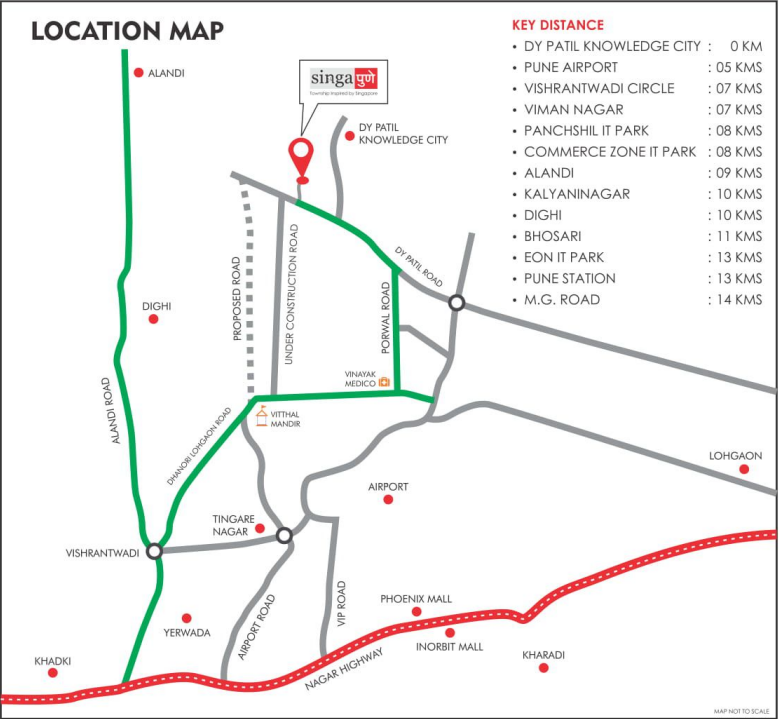 LOCATION MAP
KEY DISTANCE
• DY PATIL KNOWLEDGE CITY : 0 KM
• PUNE AIRPORT : 05 KMS
• VISHRANTWADI CIRCLE : 07 KMS
• VIMAN NAGAR : 07 KMS
• PANCHSHIL IT PARK : 08 KMS
• COMMERCE ZONE IT PARK : 08 KMS
• ALANDI : 09 KMS
• KALYANINAGAR : 10 KMS
• DIGHI : 10 KMS
• BHOSARI : 11 KMS
• EON IT PARK : 13 KMS
• PUNE STATION : 13 KMS
• M.G. ROAD : 14 KMS
ALANDI
singa पुणे
Township Inspired by Singapore
DY PATIL
KNOWLEDGE CITY
DY PATIL ROAD
PROPOSED ROAD
UNDER CONSTRUCTION ROAD
PORWAL ROAD
DIGHI
ALANDI ROAD
VINAYAK
MEDICO
VITTHAL
MANDIR
DHANORI LOHGAON ROAD
LOHGAON
AIRPORT
TINGARE
NAGAR
VISHRANTWADI
AIRPORT ROAD
VIP ROAD
PHOENIX MALL
YERWADA
INORBIT MALL
KHARADI
KHADKI
NAGAR HIGHWAY
MAP NOT TO SCALE